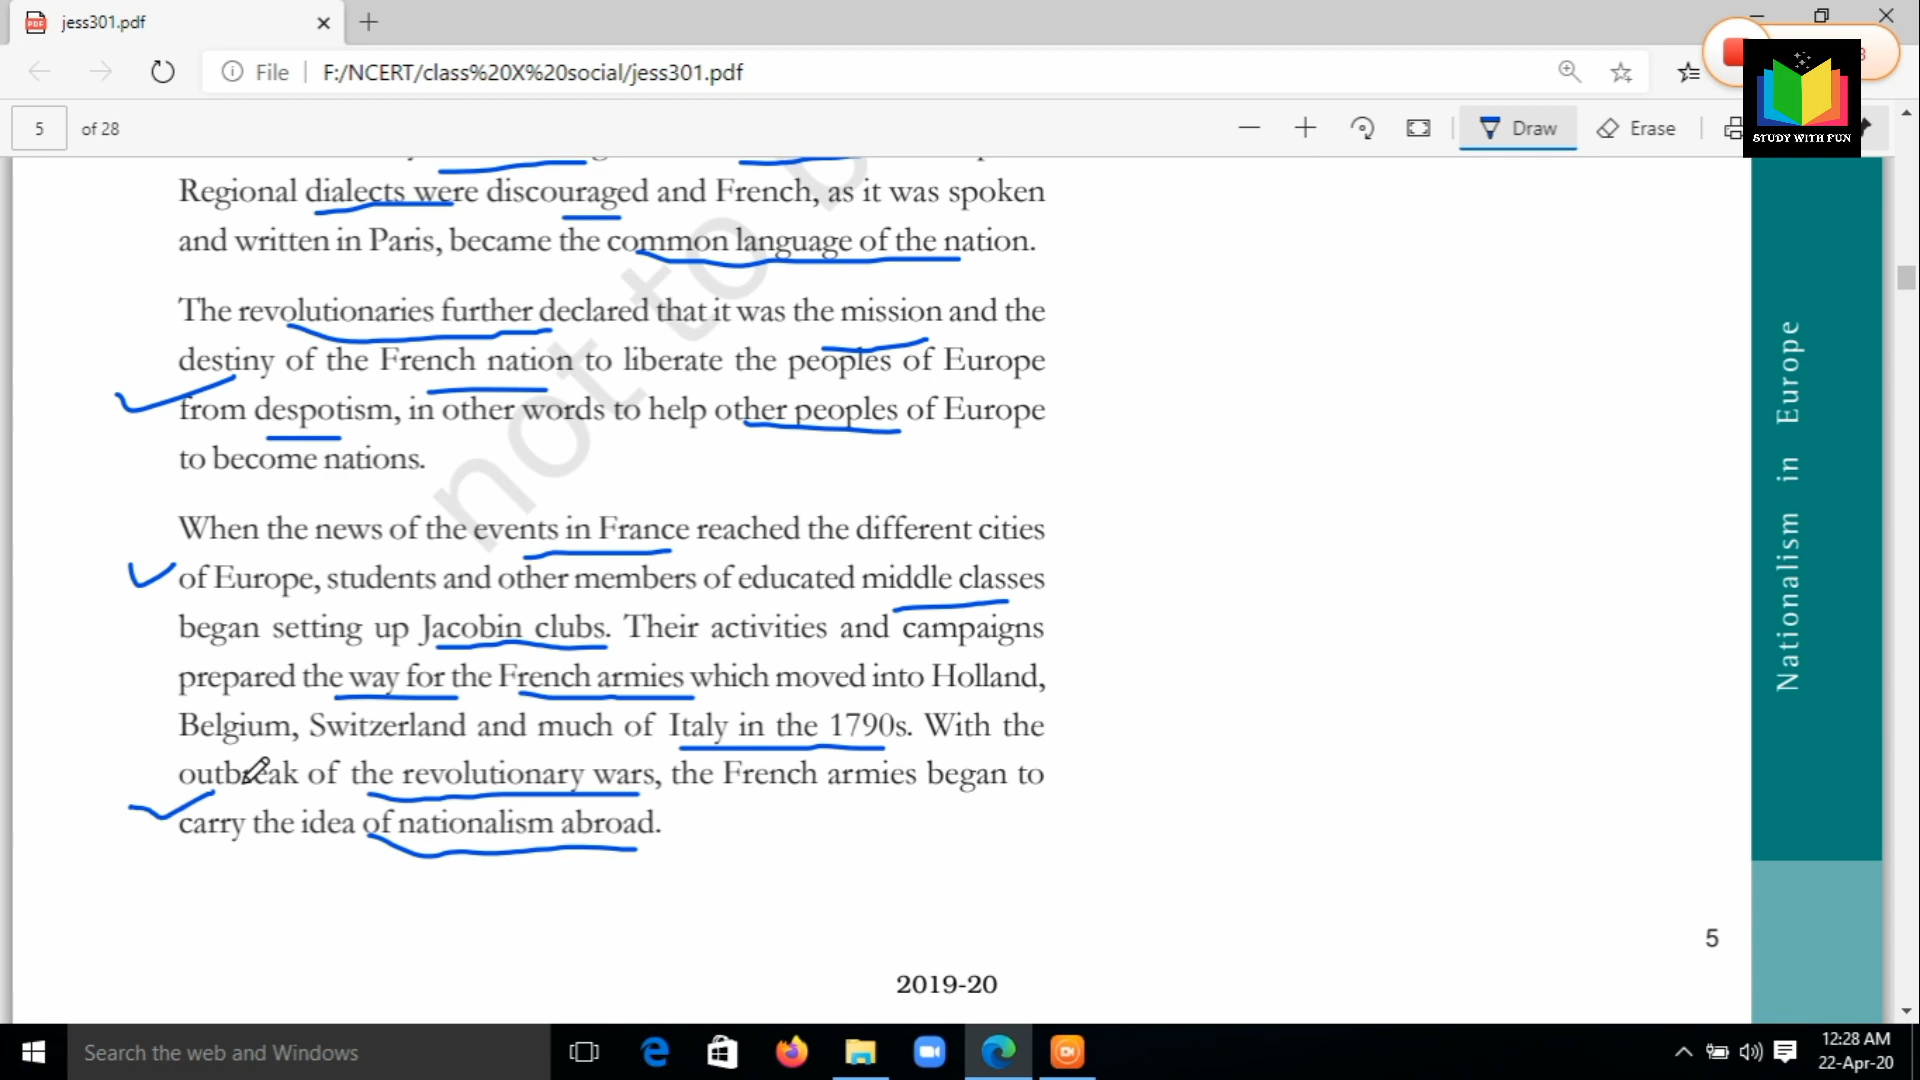 jess301.pdf
File F:/NCERT/class%20X%20social/jess301.pdf
5 of 28
Draw
Erase
STUDY WITH FUN
Regional dialects were discouraged and French, as it was spoken
and written in Paris, became the common language of the nation.
The revolutionaries further declared that it was the mission and the
destiny of the French nation to liberate the peoples of Europe
from despotism, in other words to help other peoples of Europe
to become nations.
When the news of the events in France reached the different cities
of Europe, students and other members of educated middle classes
began setting up Jacobin clubs. Their activities and campaigns
prepared the way for the French armies which moved into Holland,
Belgium, Switzerland and much of Italy in the 1790s. With the
outbreak of the revolutionary wars, the French armies began to
carry the idea of nationalism abroad.
not to b
Nationalism in Europe
5
2019-20
Search the web and Windows
12:28 AM
22-Apr-20